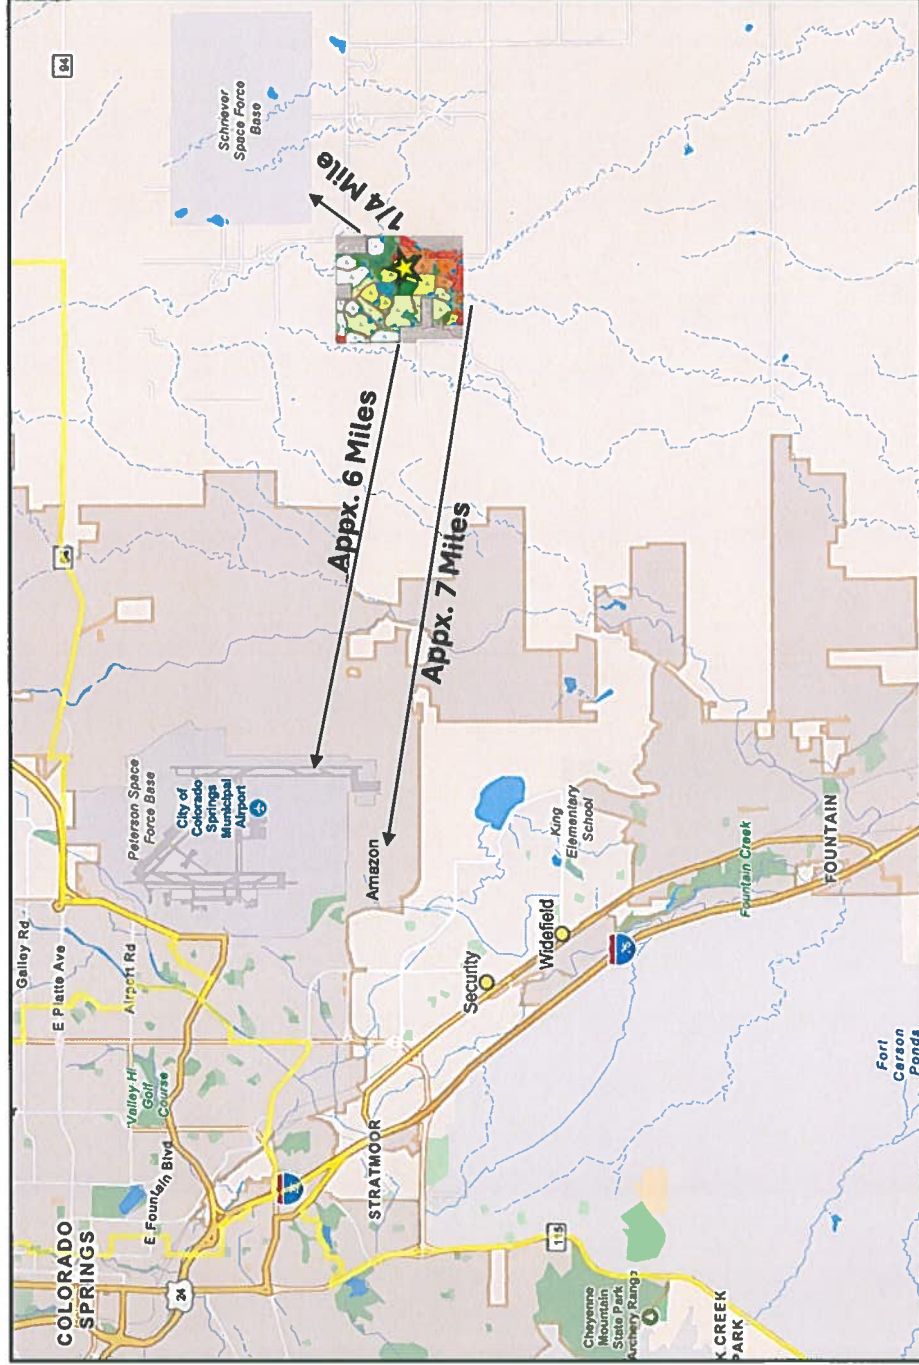 94
Schriever
Space Force
Base
1/4 Mile
Appx. 6 Miles
Appx. 7 Miles
94
Peterson Space
Force Base
City of
Colorado
Springs
Municipal
Airport
Amazon
King
Elementary
School
Galley Rd
E Platte Ave
Airport Rd
Security
Widefield
Fountain Creek
FOUNTAIN
25
Valley Hi
Golf
Course
E Fountain Blvd
STRATMOOR
25
COLORADO
SPRINGS
24
115
Cheyenne
Mountain
State Park
Archery Range
K CREEK
PARK
Fort
Carson
Ponds